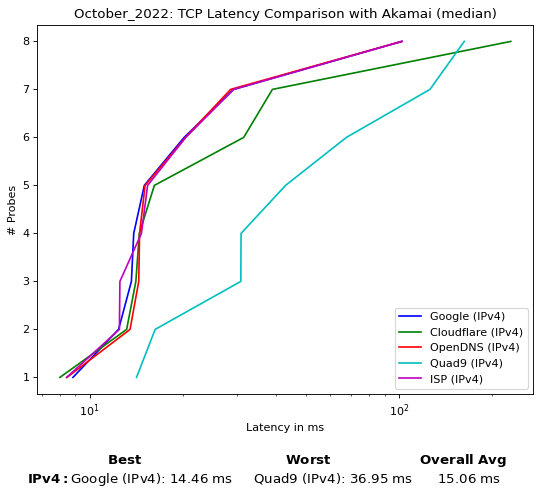 October_2022: TCP Latency Comparison with Akamai (median)
8
7
6
5
4
3
2
1
# Probes
10¹ 10²
Latency in ms
Google (IPv4)
Cloudflare (IPv4)
OpenDNS (IPv4)
Quad9 (IPv4)
ISP (IPv4)
Best Worst Overall Avg
IPv4: Google (IPv4): 14.46 ms Quad9 (IPv4): 36.95 ms 15.06 ms